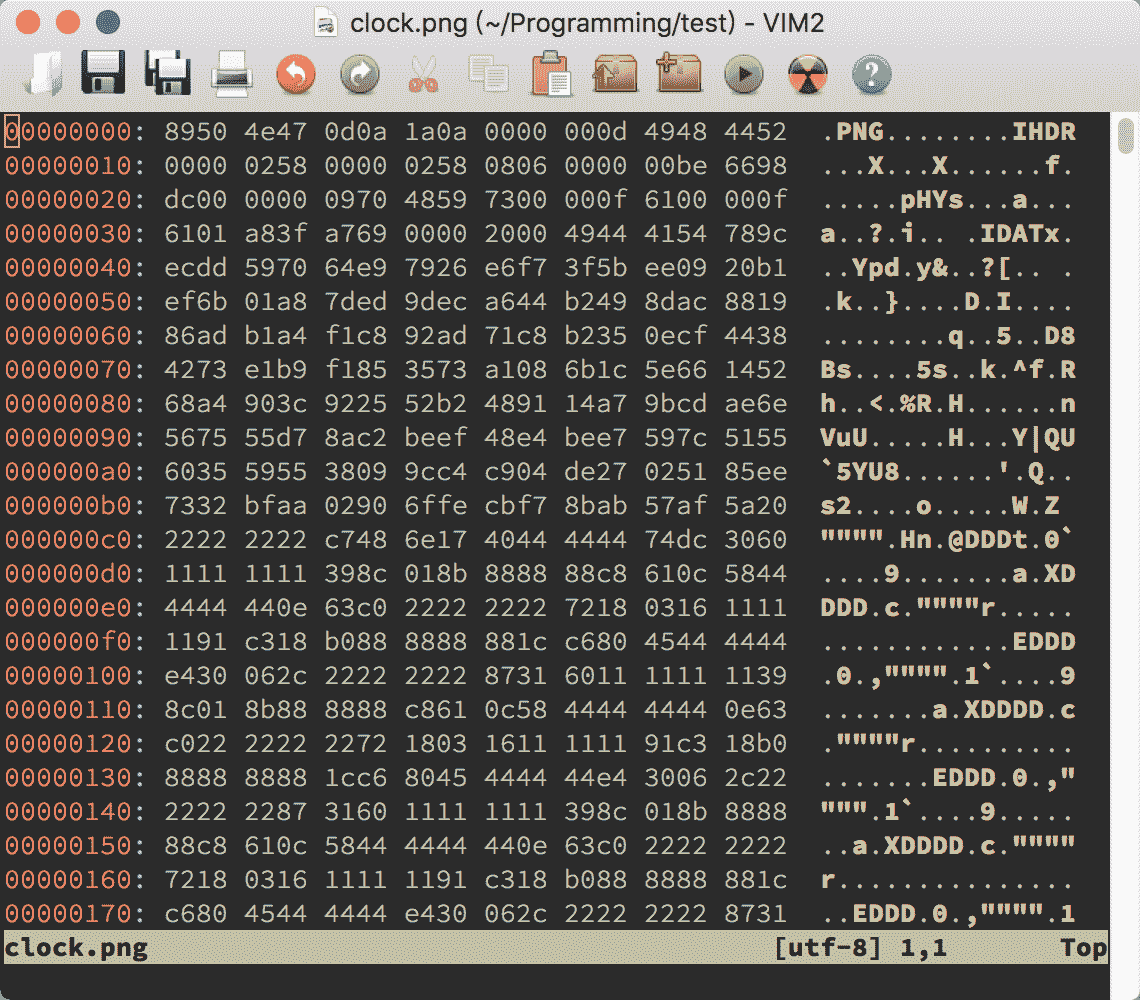 clock.png (~/Programming/test) - VIM2
00000000: 8950 4e47 0d0a 1a0a 0000 000d 4948 4452  .PNG........IHDR
00000010: 0000 0258 0000 0258 0806 0000 00be 6698  ...X...X......f.
00000020: dc00 0000 0970 4859 7300 000f 6100 000f  .....pHYs...a...
00000030: 6101 a83f a769 0000 2000 4944 4154 789c  a..?.i.. .IDATx.
00000040: ecdd 5970 64e9 7926 e6f7 3f5b ee09 20b1  ..Ypd.y&..?[.. .
00000050: ef6b 01a8 7ded 9dec a644 b249 8dac 8819  .k..}....D.I....
00000060: 86ad b1a4 f1c8 92ad 71c8 b235 0ecf 4438  ........q..5..D8
00000070: 4273 e1b9 f185 3573 a108 6b1c 5e66 1452  Bs....5s..k.^f.R
00000080: 68a4 903c 9225 52b2 4891 14a7 9bcd ae6e  h..<.%R.H......n
00000090: 5675 55d7 8ac2 beef 48e4 bee7 597c 5155  VuU.....H...Y|QU
000000a0: 6035 5955 3809 9cc4 c904 de27 0251 85ee  `5YU8......'.Q..
000000b0: 7332 bfaa 0290 6ffe cbf7 8bab 57af 5a20  s2....o.....W.Z
000000c0: 2222 2222 c748 6e17 4044 4444 74dc 3060  """".Hn.@DDDt.0`
000000d0: 1111 1111 398c 018b 8888 88c8 610c 5844  ....9.......a.XD
000000e0: 4444 440e 63c0 2222 2222 7218 0316 1111  DDD.c.""""r.....
000000f0: 1191 c318 b088 8888 881c c680 4544 4444  ............EDDD
00000100: e430 062c 2222 2222 8731 6011 1111 1139  .0.,"""".1`....9
00000110: 8c01 8b88 8888 c861 0c58 4444 4444 0e63  .......a.XDDDD.c
00000120: c022 2222 2272 1803 1611 1111 91c3 18b0  .""""r..........
00000130: 8888 8888 1cc6 8045 4444 44e4 3006 2c22  .......EDDD.0.,"
00000140: 2222 2287 3160 1111 1111 398c 018b 8888  """.1`....9.....
00000150: 88c8 610c 5844 4444 440e 63c0 2222 2222  ..a.XDDDD.c.""""
00000160: 7218 0316 1111 1191 c318 b088 8888 881c  r...............
00000170: c680 4544 4444 e430 062c 2222 2222 8731  ..EDDD.0.,"""".1
clock.png [utf-8] 1,1 Top